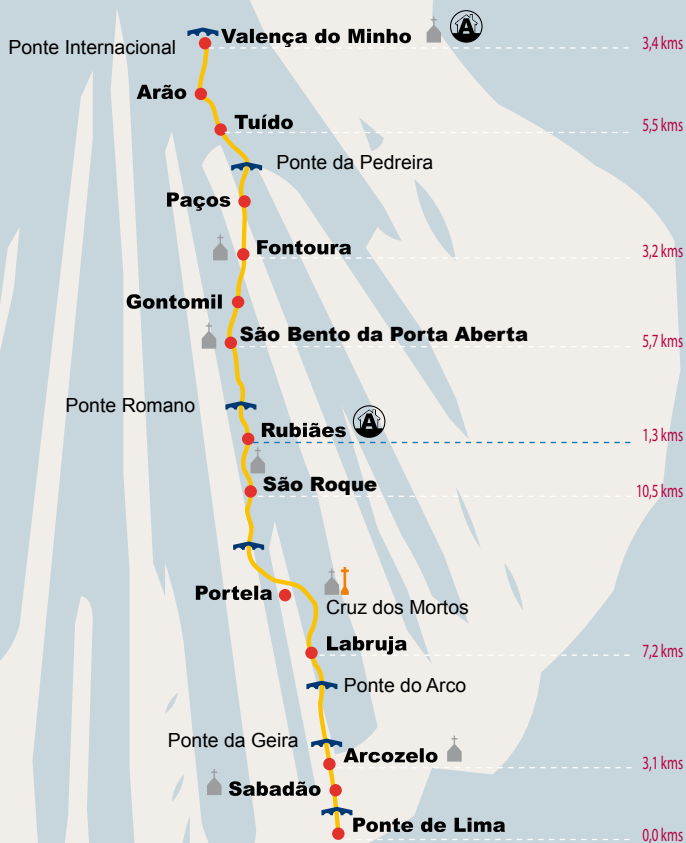 Ponte Internacional
Valença do Minho
A
3,4 kms
Arão
Tuído
5,5 kms
Ponte da Pedreira
Paços
Fontoura
3,2 kms
Gontomil
São Bento da Porta Aberta
5,7 kms
Ponte Romano
Rubiães
A
1,3 kms
São Roque
10,5 kms
Portela
Cruz dos Mortos
Labruja
7,2 kms
Ponte do Arco
Ponte da Geira
Arcozelo
3,1 kms
Sabadão
Ponte de Lima
0,0 kms